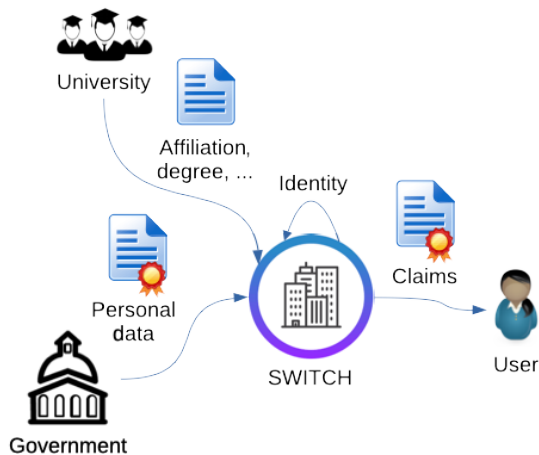 University
Affiliation,
degree, ...
Identity
Claims
Personal
data
SWITCH
User
Government